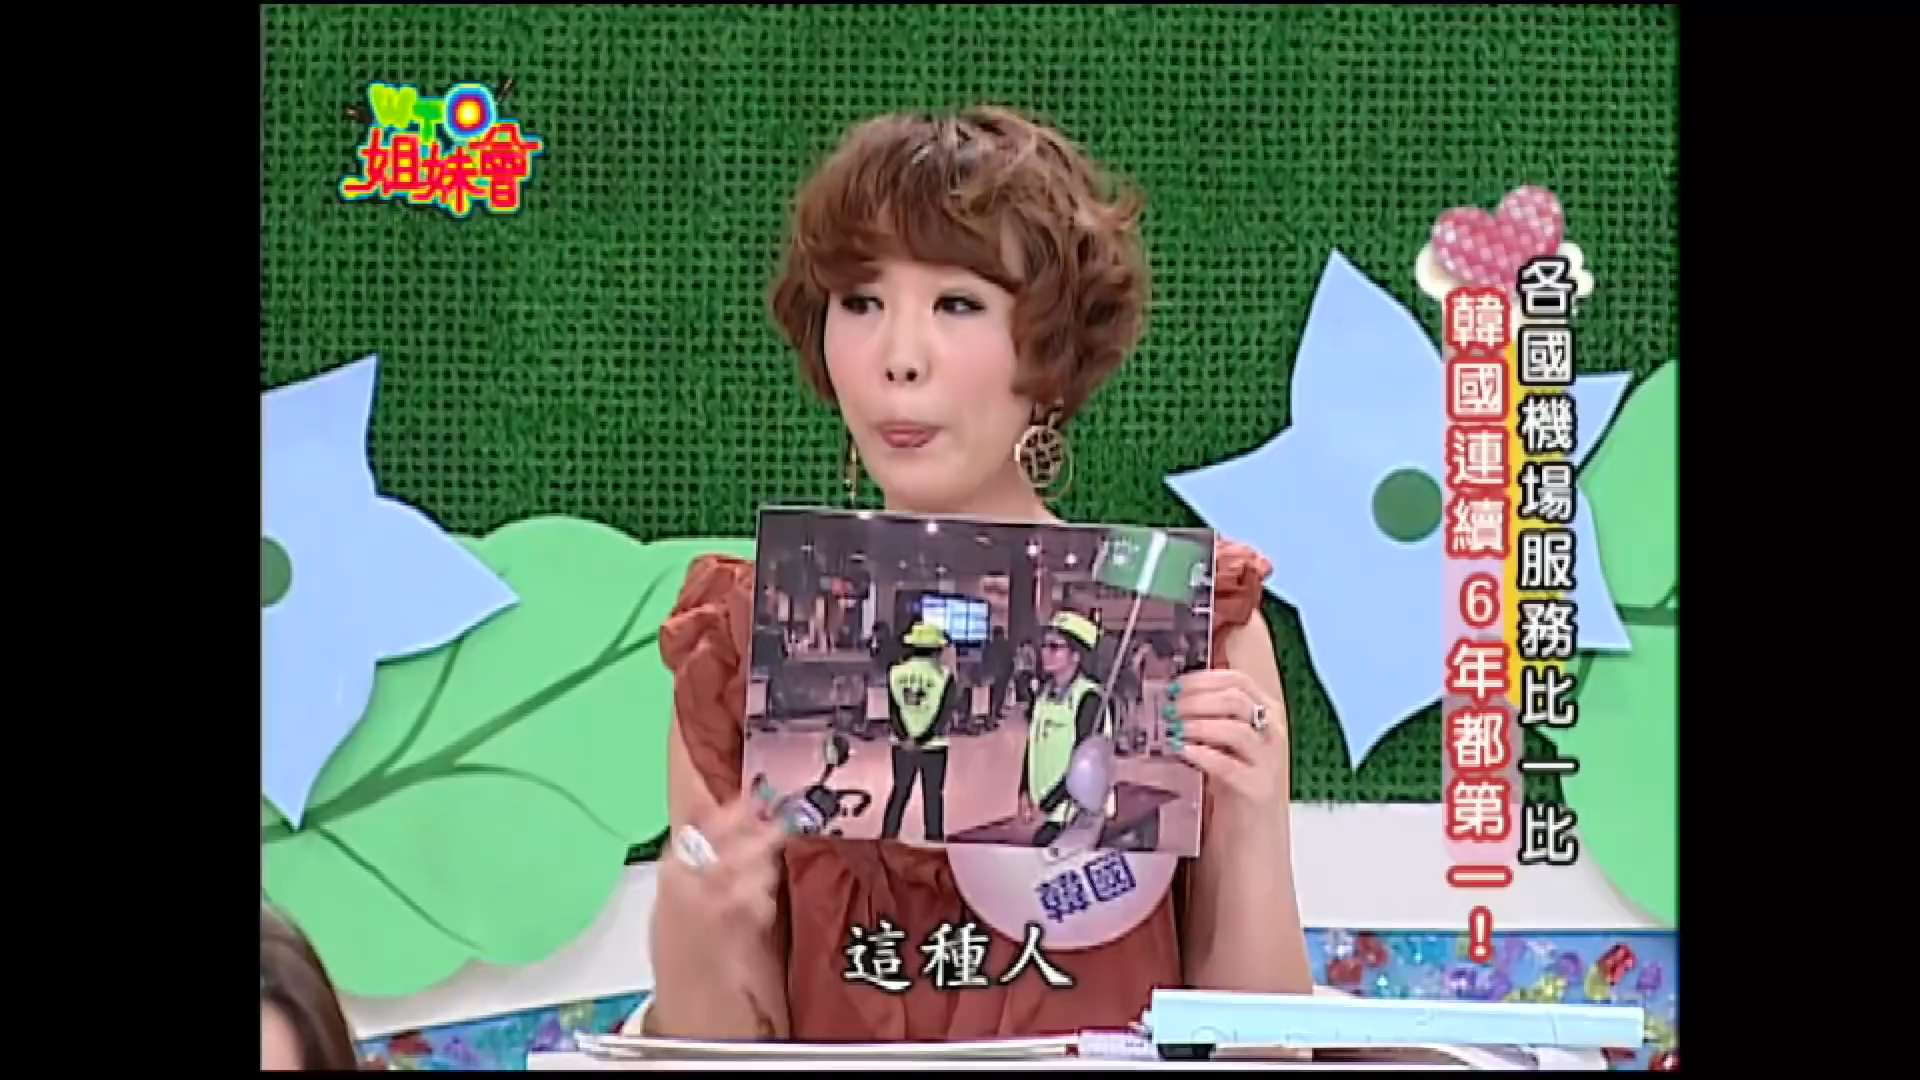 WTO
姐妹會
各國機場服務比一比
韓國連續6年都第一！
韓國
這種人